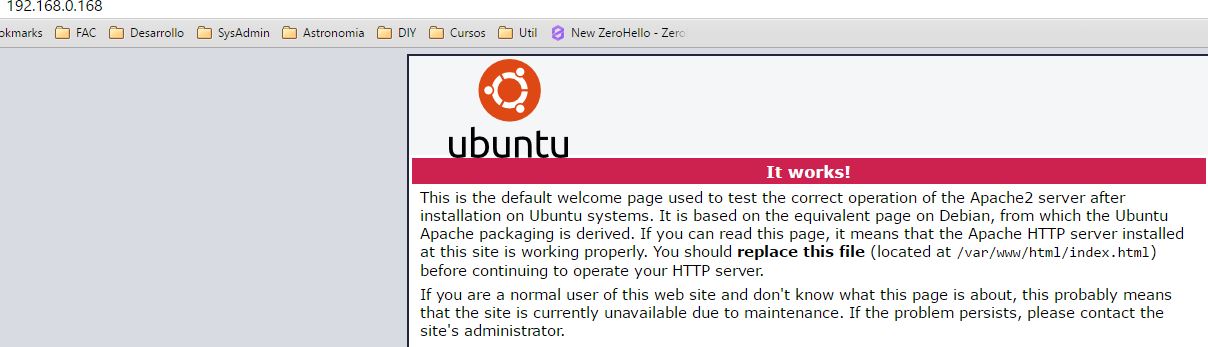 192.168.0.168
okmarks FAC Desarrollo SysAdmin Astronomia DIY Cursos Util New ZeroHello - Zero
ubuntu
It works!
This is the default welcome page used to test the correct operation of the Apache2 server after
installation on Ubuntu systems. It is based on the equivalent page on Debian, from which the Ubuntu
Apache packaging is derived. If you can read this page, it means that the Apache HTTP server installed
at this site is working properly. You should replace this file (located at /var/www/html/index.html)
before continuing to operate your HTTP server.
If you are a normal user of this web site and don't know what this page is about, this probably means
that the site is currently unavailable due to maintenance. If the problem persists, please contact the
site's administrator.